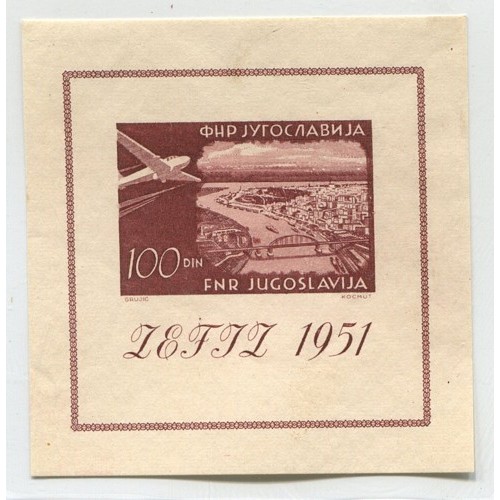 ФНР ЈУГОСЛАВИЈА
100 DIN
FNR JUGOSLAVIJA
GRUJIĆ
KOCMUT
ZEFIZ 1951